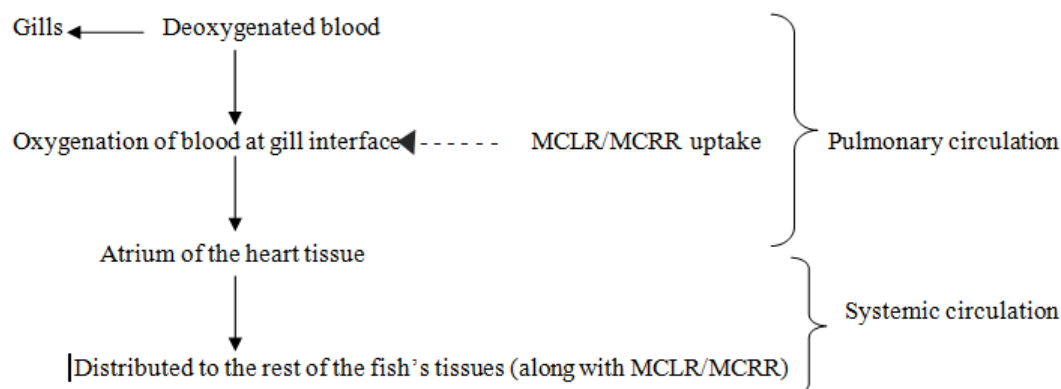 Gills Deoxygenated blood
Oxygenation of blood at gill interface MCLR/MCRR uptake Pulmonary circulation
Atrium of the heart tissue
Systemic circulation
Distributed to the rest of the fish's tissues (along with MCLR/MCRR)